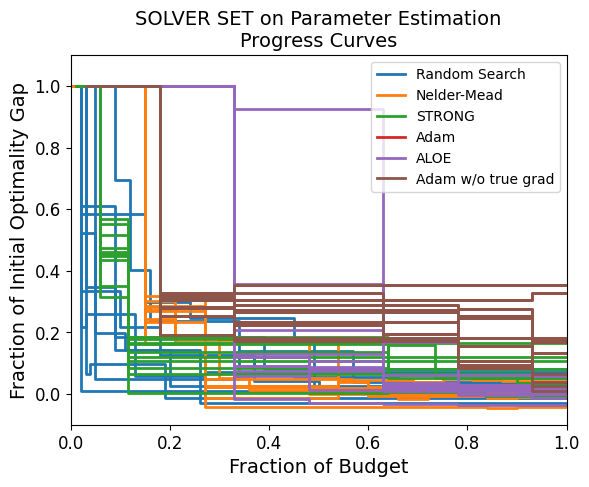 SOLVER SET on Parameter Estimation
Progress Curves
Fraction of Initial Optimality Gap
1.0
0.8
0.6
0.4
0.2
0.0
Random Search
Nelder-Mead
STRONG
Adam
ALOE
Adam w/o true grad
0.0 0.2 0.4 0.6 0.8 1.0
Fraction of Budget